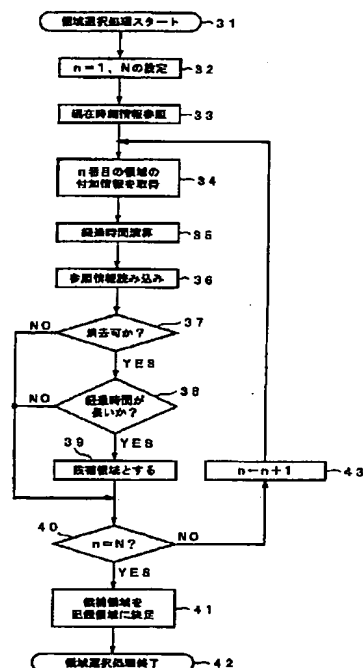 領域選択処理スタート 31
n=1、Nの設定 32
現在時刻情報参照 33
n番目の領域の
付加情報を取得 34
経過時間演算 35
参照情報読み込み 36
消去可か? 37
NO
YES
経過時間が
長いか? 38
NO
YES
39
候補領域とする
n←n+1 43
40
n=N?
NO
YES
候補領域を
記録領域に決定 41
領域選択処理終了 42